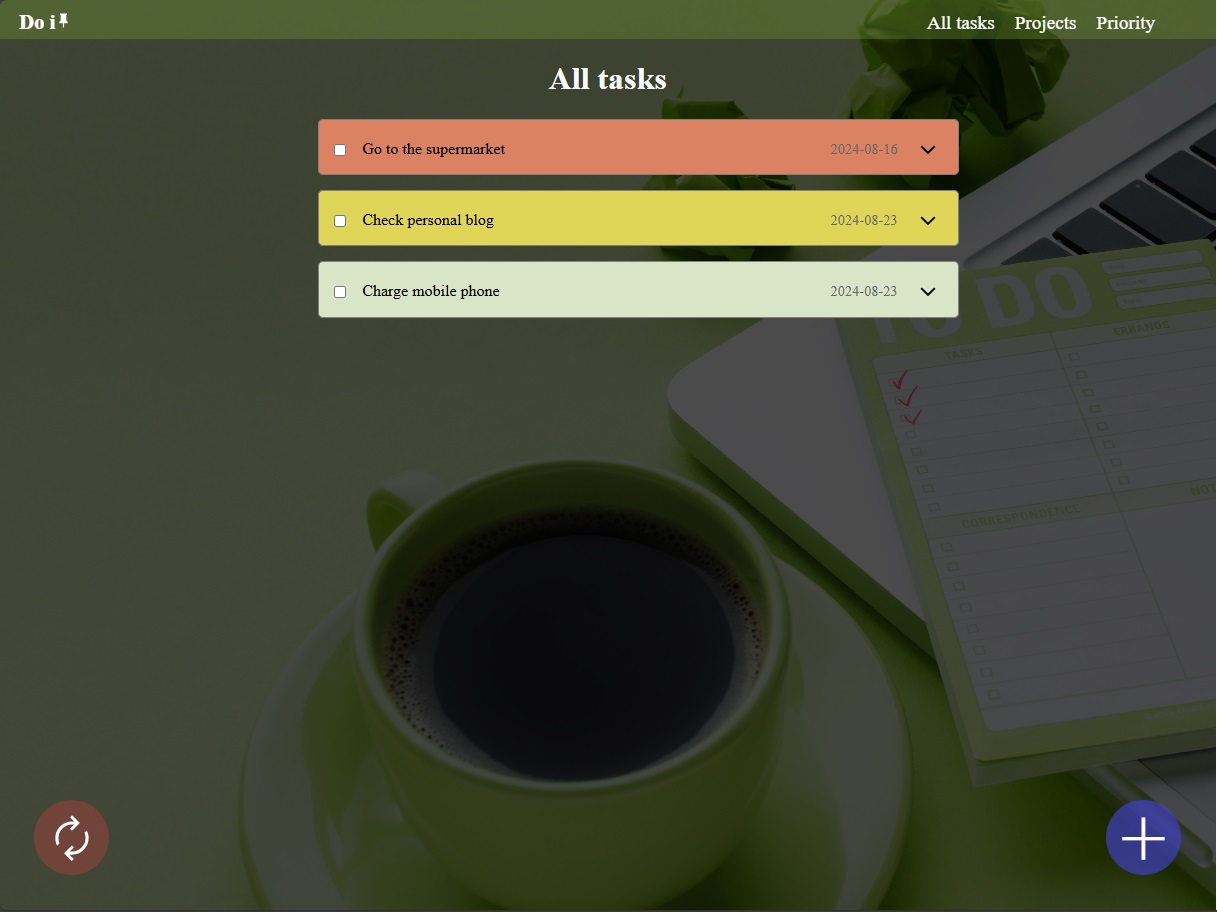 Do i
All tasks Projects Priority
All tasks
Go to the supermarket 2024-08-16
Check personal blog 2024-08-23
Charge mobile phone 2024-08-23
TO DO
TASKS
ERRANDS
CORRESPONDENCE